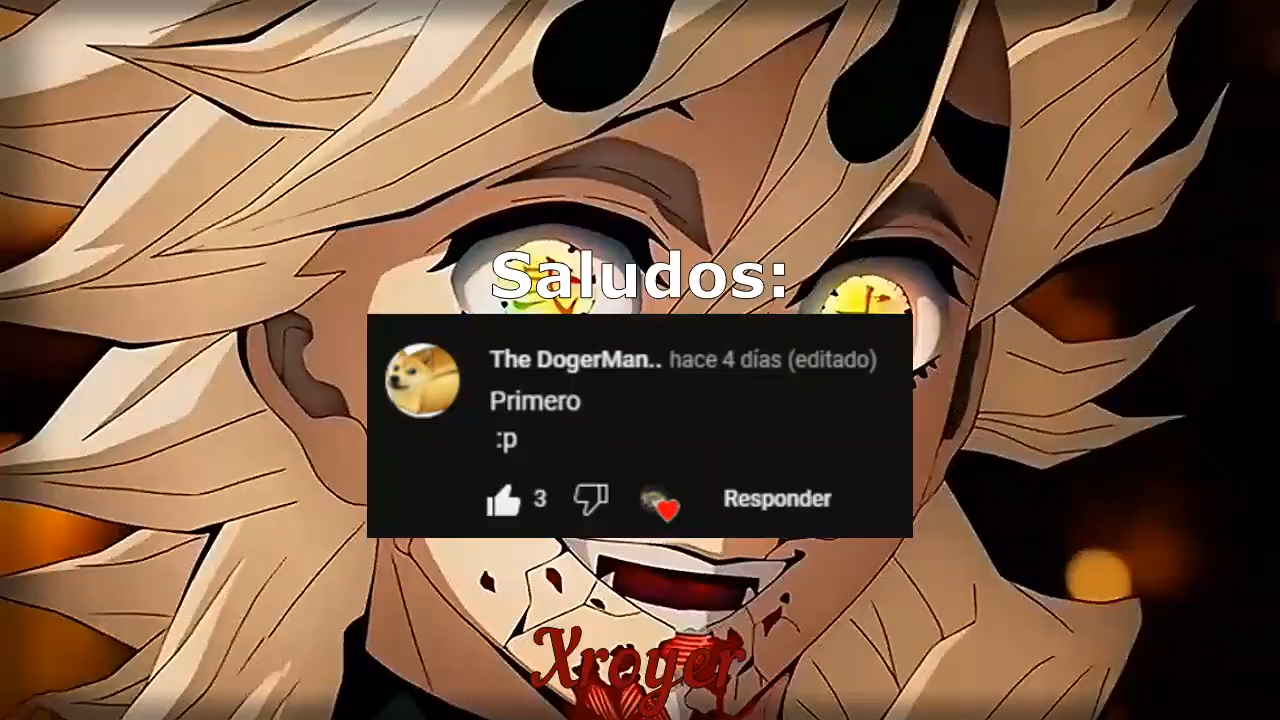 Saludos:
The DogerMan.. hace 4 días (editado)
Primero
:p
3
Responder
Xroyer